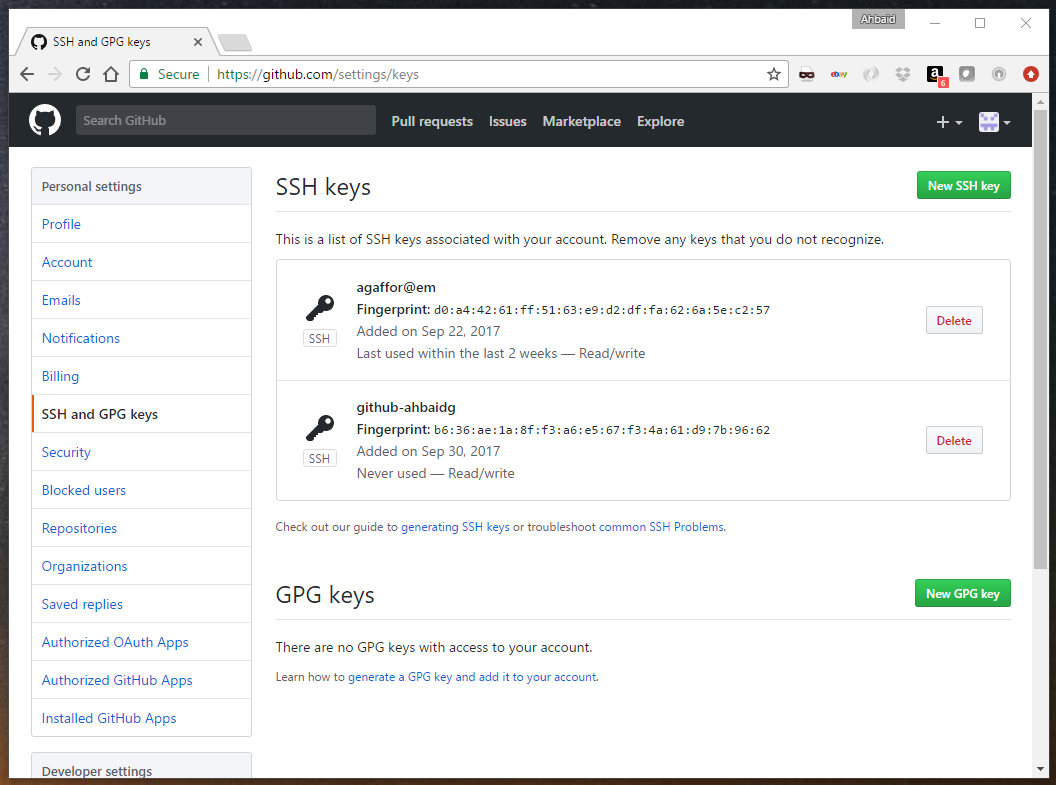 Ahbaid
SSH and GPG keys
Secure
https://github.com/settings/keys
ebay
a
6
Search GitHub
Pull requests
Issues
Marketplace
Explore
Personal settings
Profile
Account
Emails
Notifications
Billing
SSH and GPG keys
Security
Blocked users
Repositories
Organizations
Saved replies
Authorized OAuth Apps
Authorized GitHub Apps
Installed GitHub Apps
Developer settings
SSH keys
New SSH key
This is a list of SSH keys associated with your account. Remove any keys that you do not recognize.
SSH
agaffor@em
Fingerprint: d0:a4:42:61:ff:51:63:e9:d2:df:fa:62:6a:5e:c2:57
Added on Sep 22, 2017
Last used within the last 2 weeks — Read/write
Delete
SSH
github-ahbaidg
Fingerprint: b6:36:ae:1a:8f:f3:a6:e5:67:f3:4a:61:d9:7b:96:62
Added on Sep 30, 2017
Never used — Read/write
Delete
Check out our guide to generating SSH keys or troubleshoot common SSH Problems.
GPG keys
New GPG key
There are no GPG keys with access to your account.
Learn how to generate a GPG key and add it to your account.